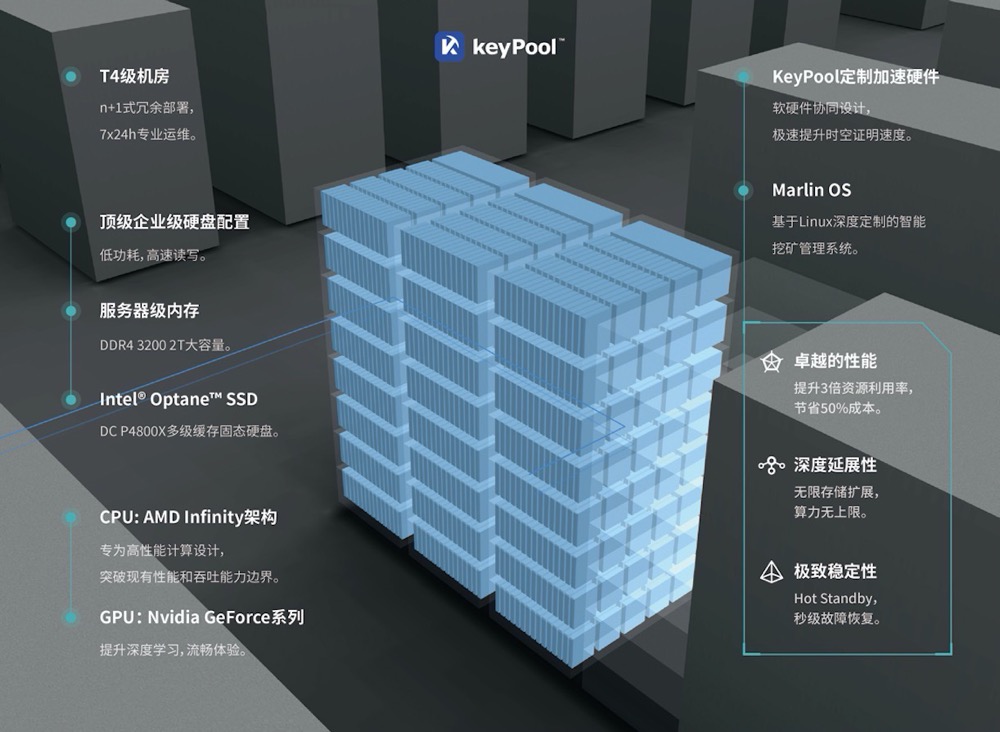 keyPool™
T4级机房
n+1式冗余部署,
7x24h专业运维。
顶级企业级硬盘配置
低功耗, 高速读写。
服务器级内存
DDR4 3200 2T大容量。
Intel® Optane™ SSD
DC P4800X多级缓存固态硬盘。
CPU: AMD Infinity架构
专为高性能计算设计,
突破现有性能和吞吐能力边界。
GPU: Nvidia GeForce系列
提升深度学习, 流畅体验。
KeyPool定制加速硬件
软硬件协同设计,
极速提升时空证明速度。
Marlin OS
基于Linux深度定制的智能
挖矿管理系统。
卓越的性能
提升3倍资源利用率,
节省50%成本。
深度延展性
无限存储扩展,
算力无上限。
极致稳定性
Hot Standby,
秒级故障恢复。